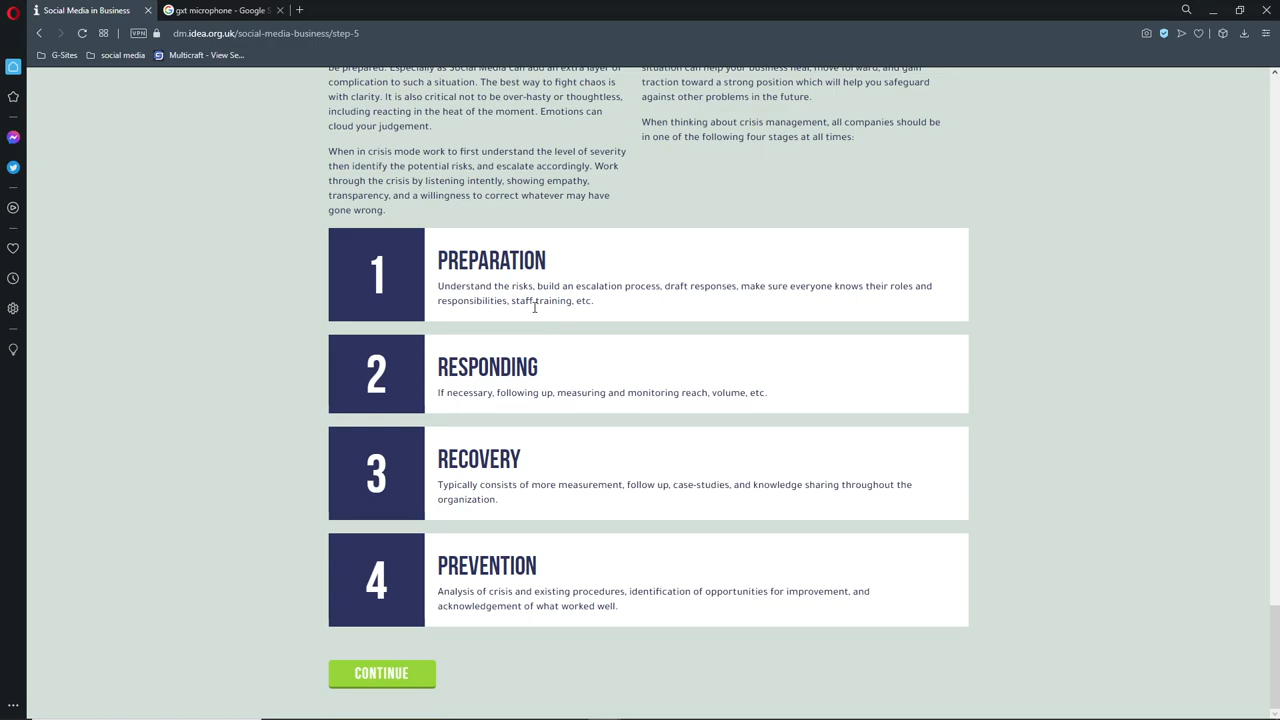 Social Media in Business
gxt microphone - Google S
VPN
dm.idea.org.uk/social-media-business/step-5
G-Sites
social media
Multicraft - View Se...
be prepared. Especially as Social Media can add an extra layer of
complication to such a situation. The best way to fight chaos is
with clarity. It is also critical not to be over-hasty or thoughtless,
including reacting in the heat of the moment. Emotions can
cloud your judgement.
When in crisis mode work to first understand the level of severity
then identify the potential risks, and escalate accordingly. Work
through the crisis by listening intently, showing empathy,
transparency, and a willingness to correct whatever may have
gone wrong.
situation can help your business heal, move forward, and gain
traction toward a strong position which will help you safeguard
against other problems in the future.
When thinking about crisis management, all companies should be
in one of the following four stages at all times:
1
PREPARATION
Understand the risks, build an escalation process, draft responses, make sure everyone knows their roles and
responsibilities, staff training, etc.
2
RESPONDING
If necessary, following up, measuring and monitoring reach, volume, etc.
3
RECOVERY
Typically consists of more measurement, follow up, case-studies, and knowledge sharing throughout the
organization.
4
PREVENTION
Analysis of crisis and existing procedures, identification of opportunities for improvement, and
acknowledgement of what worked well.
CONTINUE